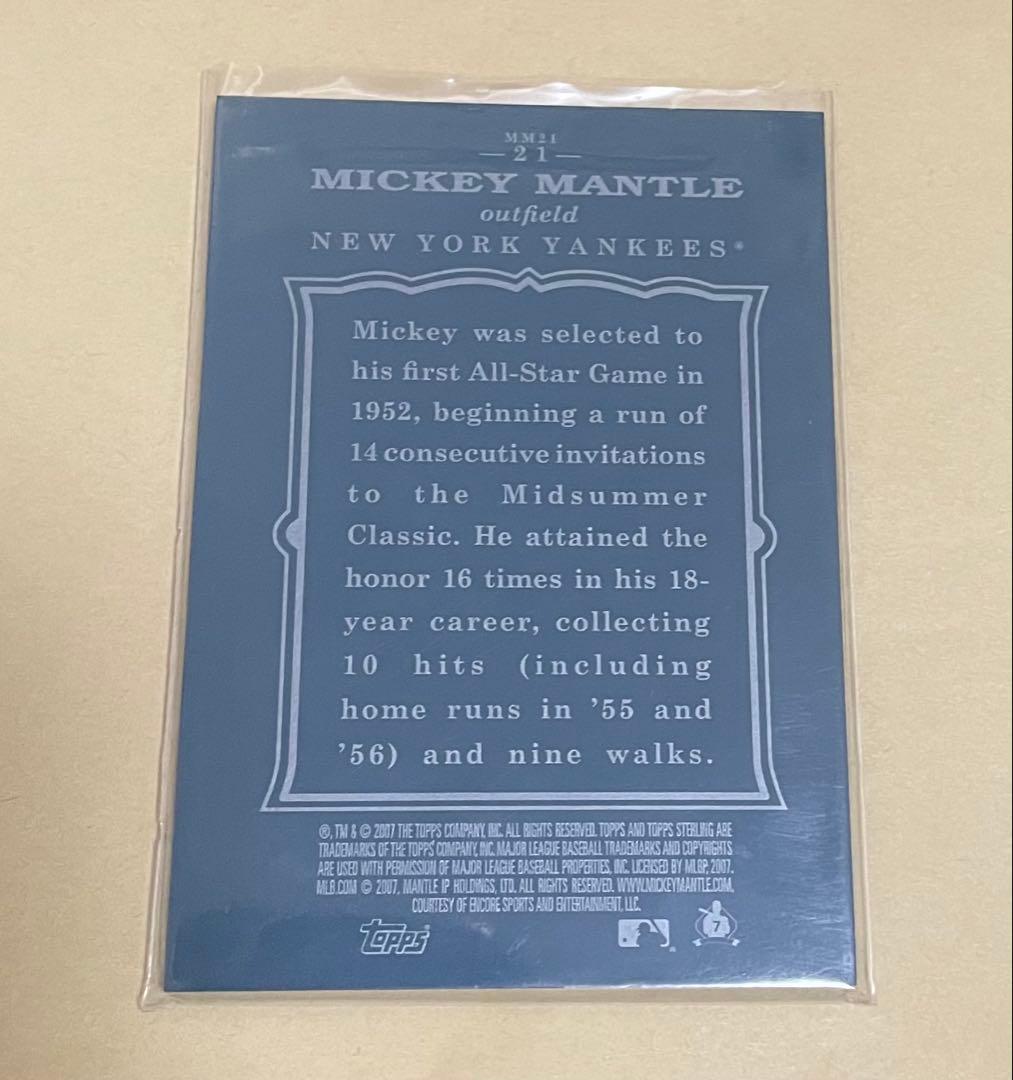 MM21
—21—
MICKEY MANTLE
outfield
NEW YORK YANKEES®
Mickey was selected to
his first All-Star Game in
1952, beginning a run of
14 consecutive invitations
to the Midsummer
Classic. He attained the
honor 16 times in his 18-
year career, collecting
10 hits (including
home runs in ’55 and
’56) and nine walks.
®, TM & © 2007 THE TOPPS COMPANY, INC. ALL RIGHTS RESERVED. TOPPS AND TOPPS STERLING ARE
TRADEMARKS OF THE TOPPS COMPANY, INC. MAJOR LEAGUE BASEBALL TRADEMARKS AND COPYRIGHTS
ARE USED WITH PERMISSION OF MAJOR LEAGUE BASEBALL PROPERTIES, INC. LICENSED BY MLBP, 2007.
MLB.COM © 2007, MANTLE IP HOLDINGS, LTD. ALL RIGHTS RESERVED. WWW.MICKEYMANTLE.COM,
COURTESY OF ENCORE SPORTS AND ENTERTAINMENT, LLC.
topps ® 7